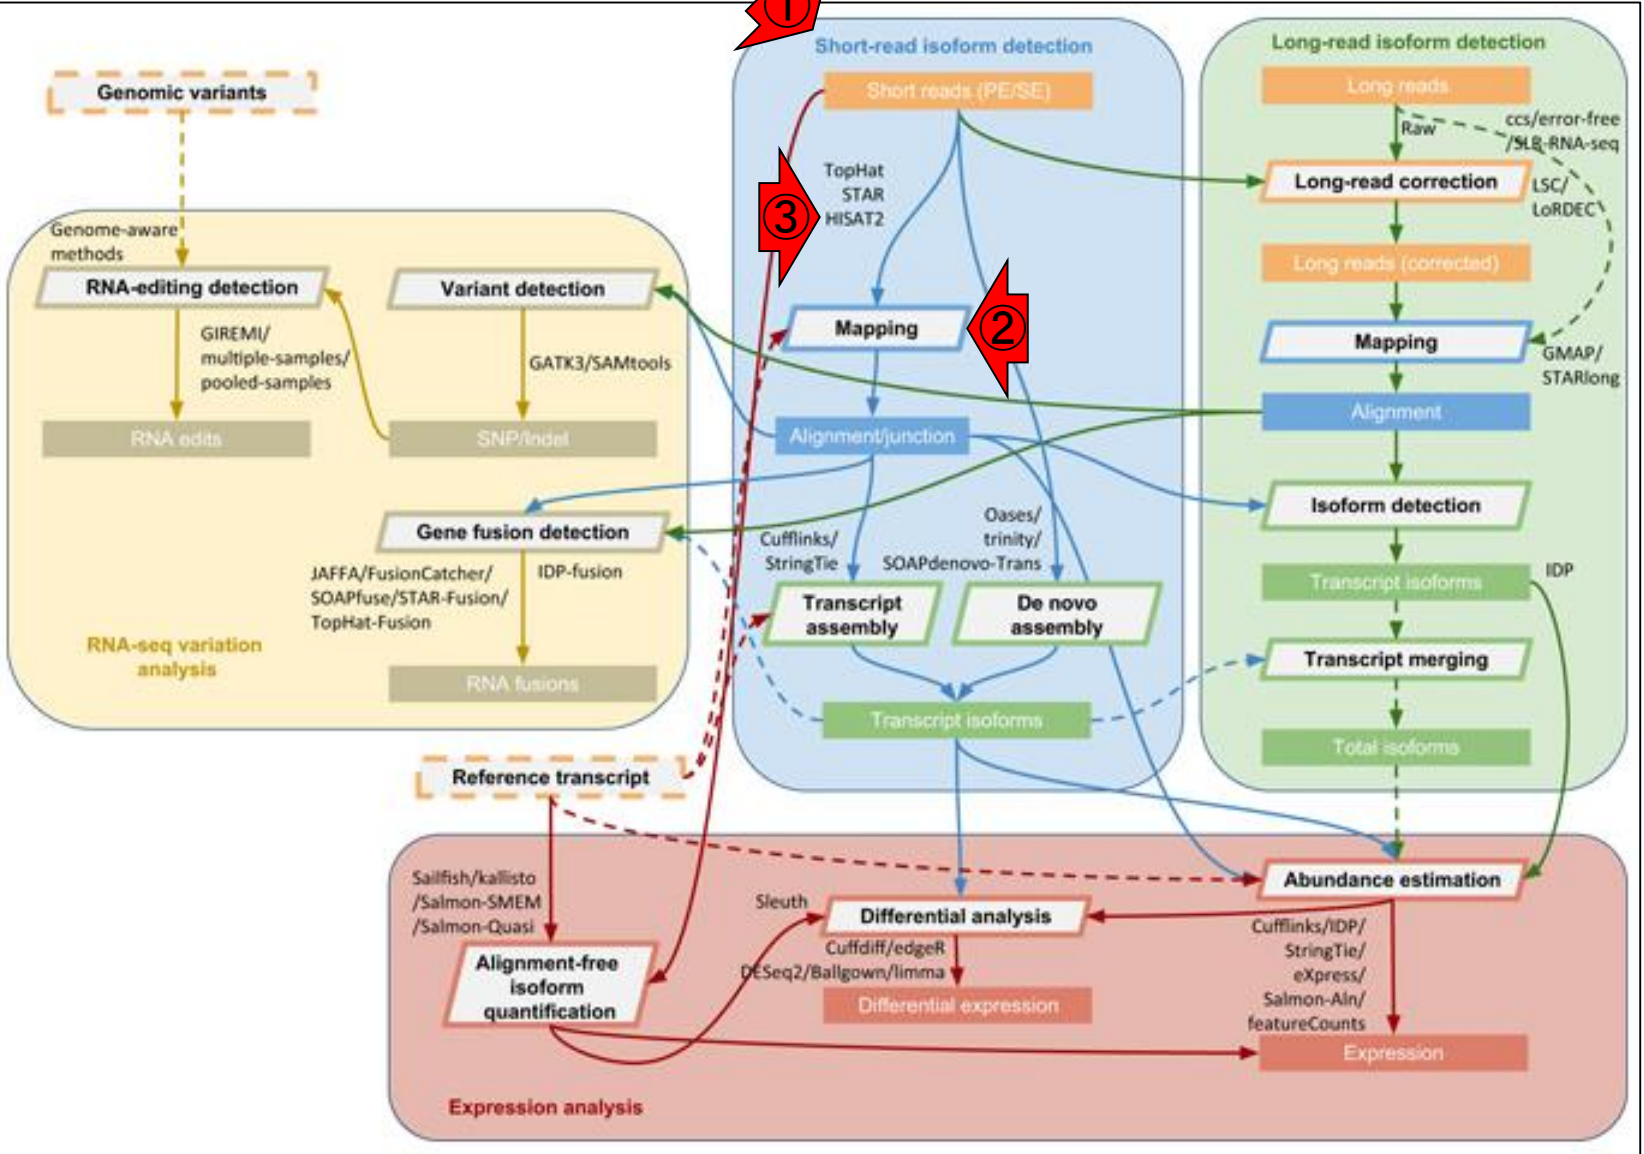 ①
Short-read isoform detection
Long-read isoform detection
Genomic variants
Short reads (PE/SE)
Long reads
Raw
ccs/error-free
/SLR-RNA-seq
TopHat
STAR
HISAT2
③
Long-read correction
LSC/
LoRDEC
Genome-aware
methods
RNA-editing detection
Variant detection
Long reads (corrected)
GIREMI/
multiple-samples/
pooled-samples
GATK3/SAMtools
Mapping
②
Mapping
GMAP/
STARlong
RNA edits
SNP/Indel
Alignment/junction
Alignment
Gene fusion detection
Isoform detection
JAFFA/FusionCatcher/
SOAPfuse/STAR-Fusion/
TopHat-Fusion
IDP-fusion
Cufflinks/
StringTie
Oases/
trinity/
SOAPdenovo-Trans
Transcript isoforms
IDP
Transcript
assembly
De novo
assembly
RNA-seq variation
analysis
RNA fusions
Transcript merging
Transcript isoforms
Total isoforms
Reference transcript
Sailfish/kallisto
/Salmon-SMEM
/Salmon-Quasi
Sleuth
Differential analysis
Abundance estimation
Cuffdiff/edgeR
DESeq2/Ballgown/limma
Cufflinks/IDP/
StringTie/
eXpress/
Salmon-Aln/
featureCounts
Alignment-free
isoform
quantification
Differential expression
Expression
Expression analysis